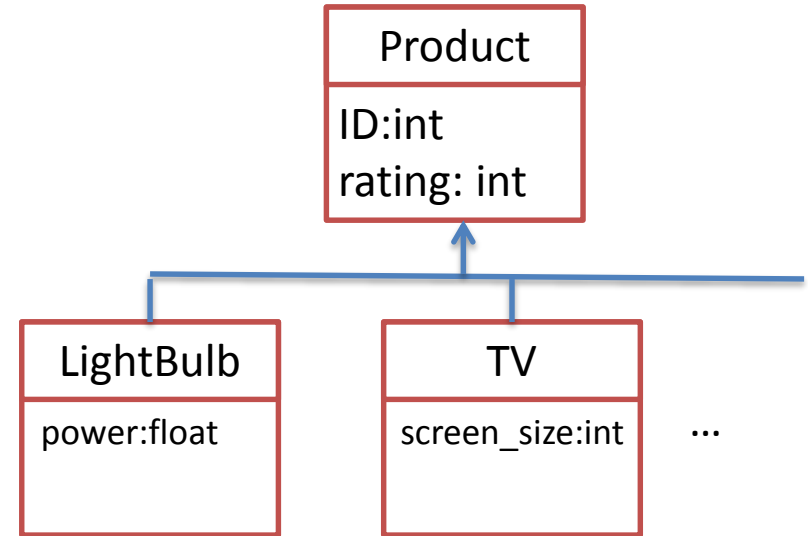 Product
ID:int
rating: int
LightBulb
power:float
TV
screen_size:int
...